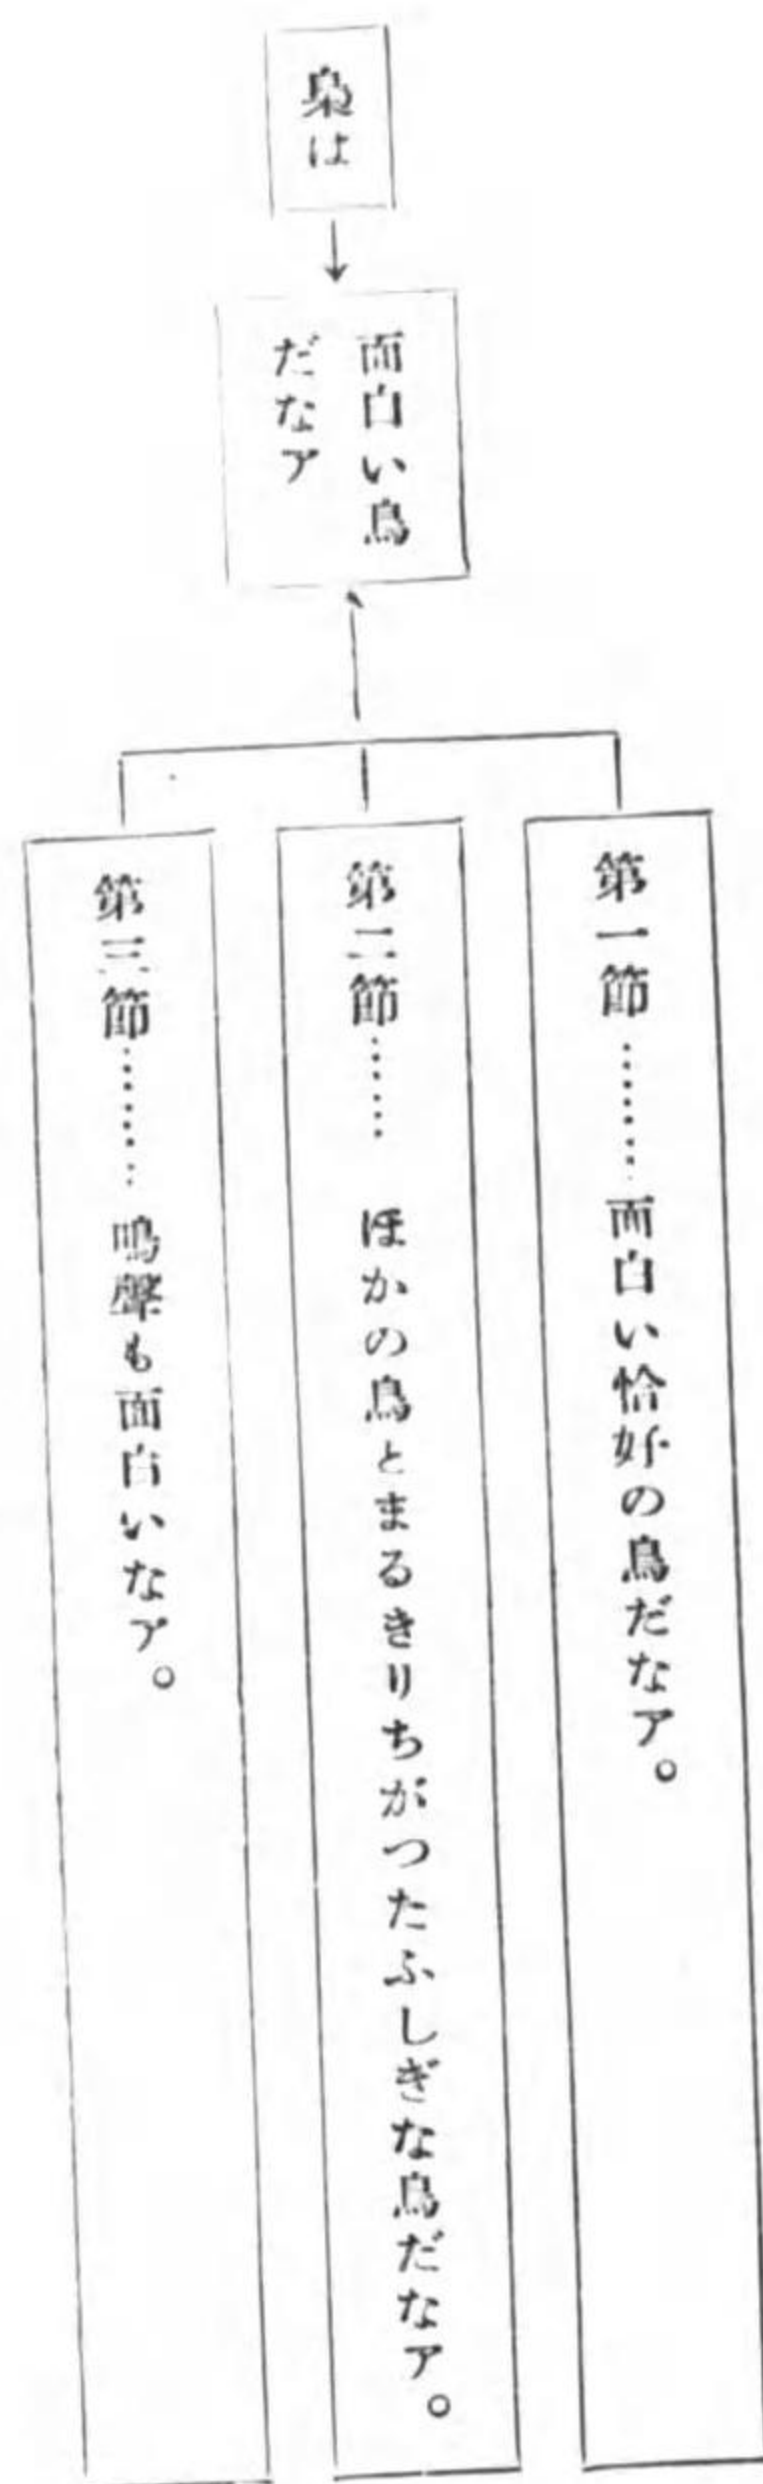 梟は
面白い鳥
だなア
第一節………面白い恰好の鳥だなア。
第二節……ほかの鳥とまるきりちがつたふしぎな鳥だなア。
第三節………鳴聲も面白いなア。